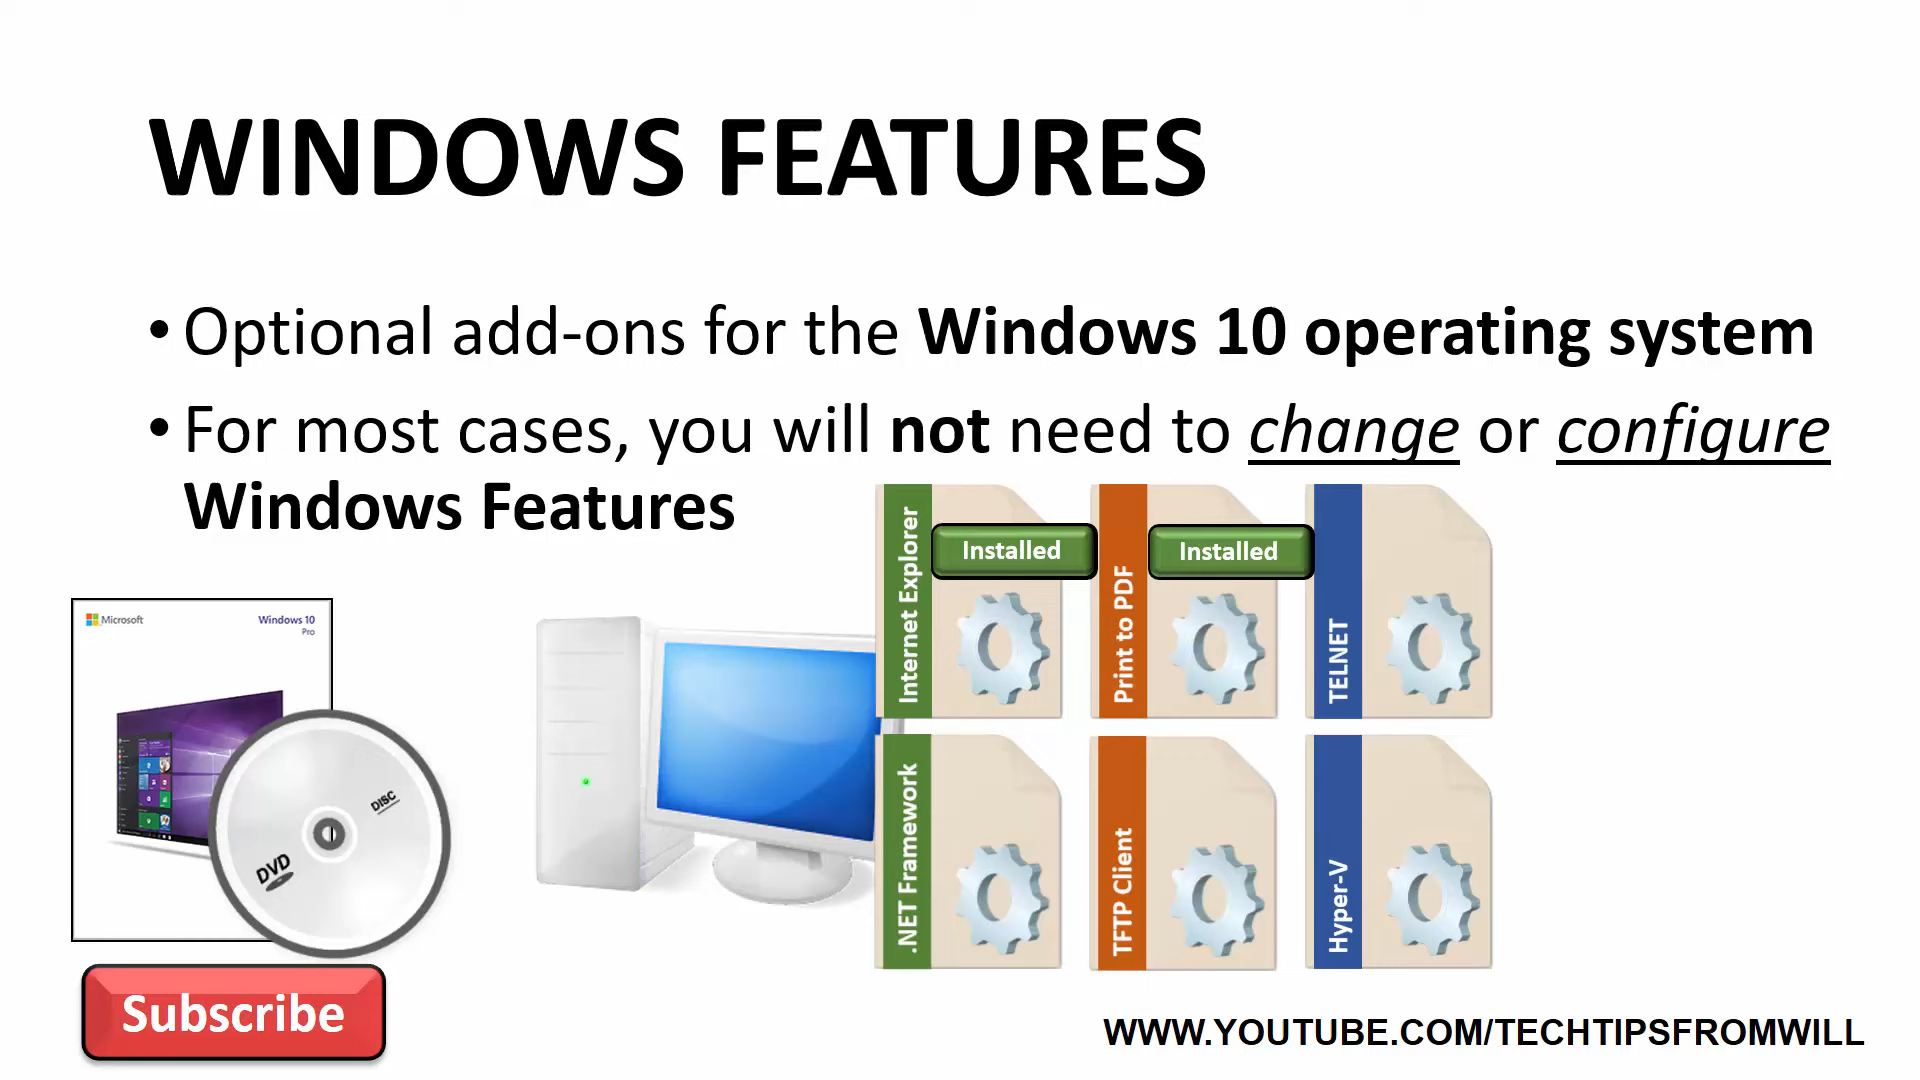 WINDOWS FEATURES
• Optional add-ons for the Windows 10 operating system
• For most cases, you will not need to change or configure
Windows Features
Internet Explorer
Installed
Print to PDF
Installed
TELNET
Microsoft
Windows 10
Pro
DISC
DVD
.NET Framework
TFTP Client
Hyper-V
Subscribe
WWW.YOUTUBE.COM/TECHTIPSFROMWILL